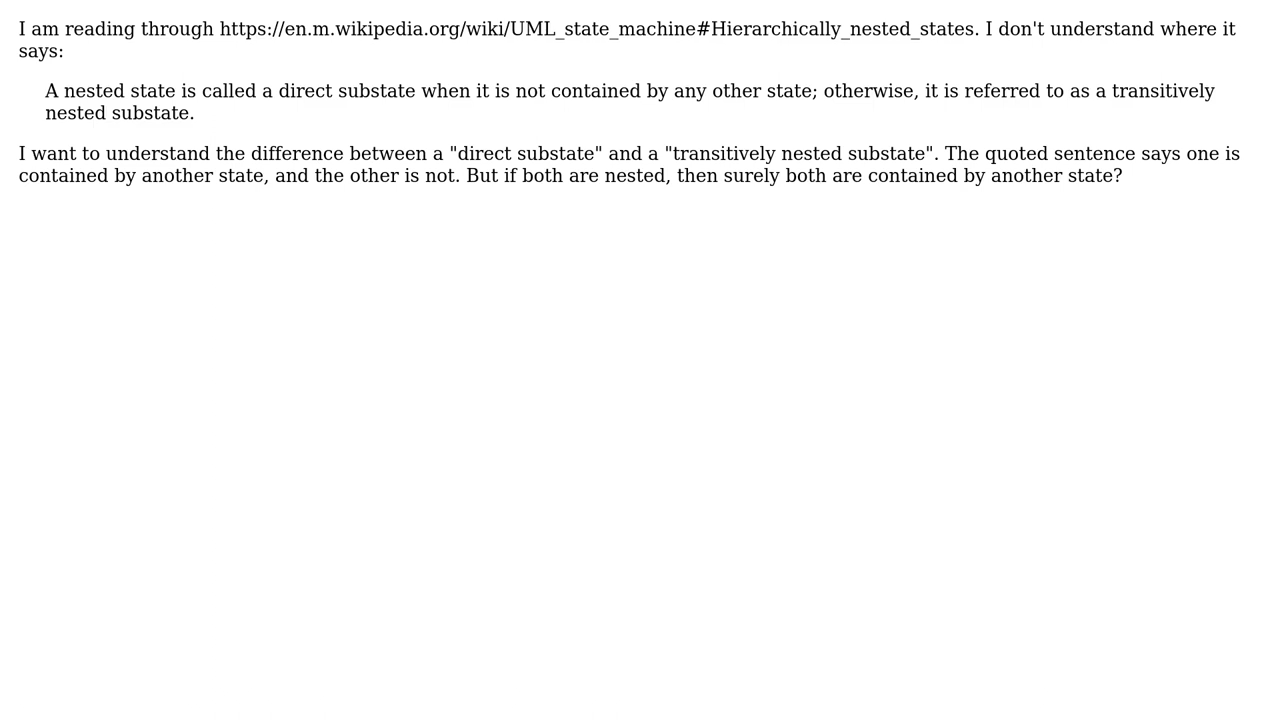 I am reading through https://en.m.wikipedia.org/wiki/UML_state_machine#Hierarchically_nested_states. I don't understand where it
says:
A nested state is called a direct substate when it is not contained by any other state; otherwise, it is referred to as a transitively
nested substate.
I want to understand the difference between a "direct substate" and a "transitively nested substate". The quoted sentence says one is
contained by another state, and the other is not. But if both are nested, then surely both are contained by another state?